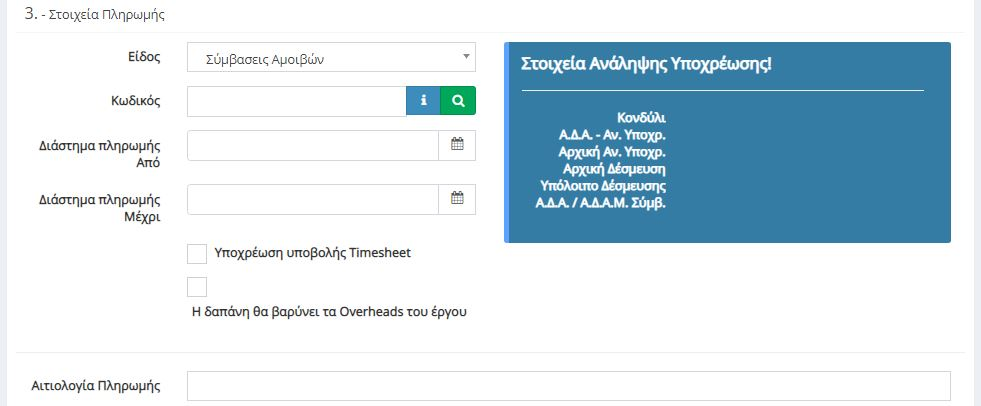 3. - Στοιχεία Πληρωμής
Είδος
Σύμβασεις Αμοιβών
Κωδικός
Διάστημα πληρωμής
Από
Διάστημα πληρωμής
Μέχρι
Υποχρέωση υποβολής Timesheet
Η δαπάνη θα βαρύνει τα Overheads του έργου
Στοιχεία Ανάληψης Υποχρέωσης!
Κονδύλι
Α.Δ.Α. - Αν. Υποχρ.
Αρχική Αν. Υποχρ.
Αρχική Δέσμευση
Υπόλοιπο Δέσμευσης
Α.Δ.Α. / Α.Δ.Α.Μ. Σύμβ.
Αιτιολογία Πληρωμής